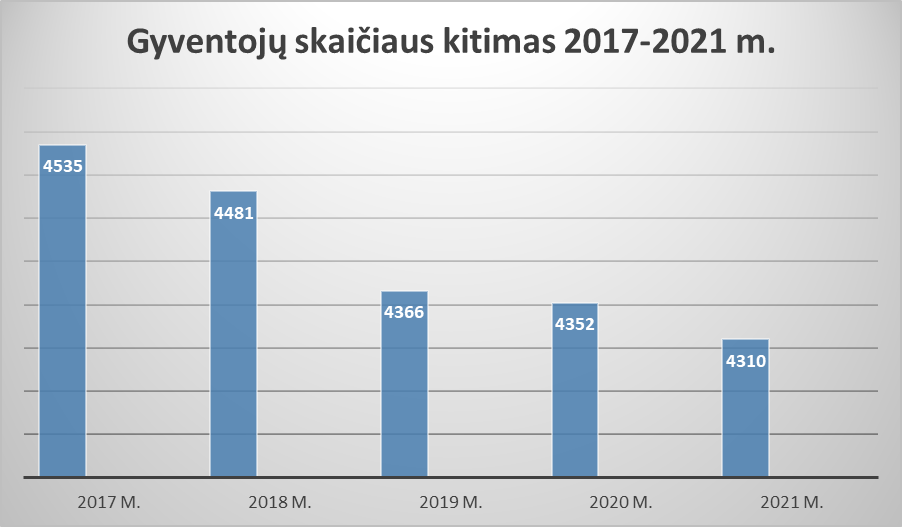 Gyventojų skaičiaus kitimas 2017-2021 m.
4535
4481
4366
4352
4310
2017 M.
2018 M.
2019 M.
2020 M.
2021 M.